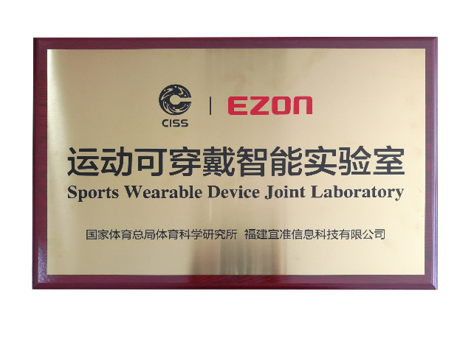 CISS | EZON
运动可穿戴智能实验室
Sports Wearable Device Joint Laboratory
国家体育总局体育科学研究所 福建宜准信息科技有限公司